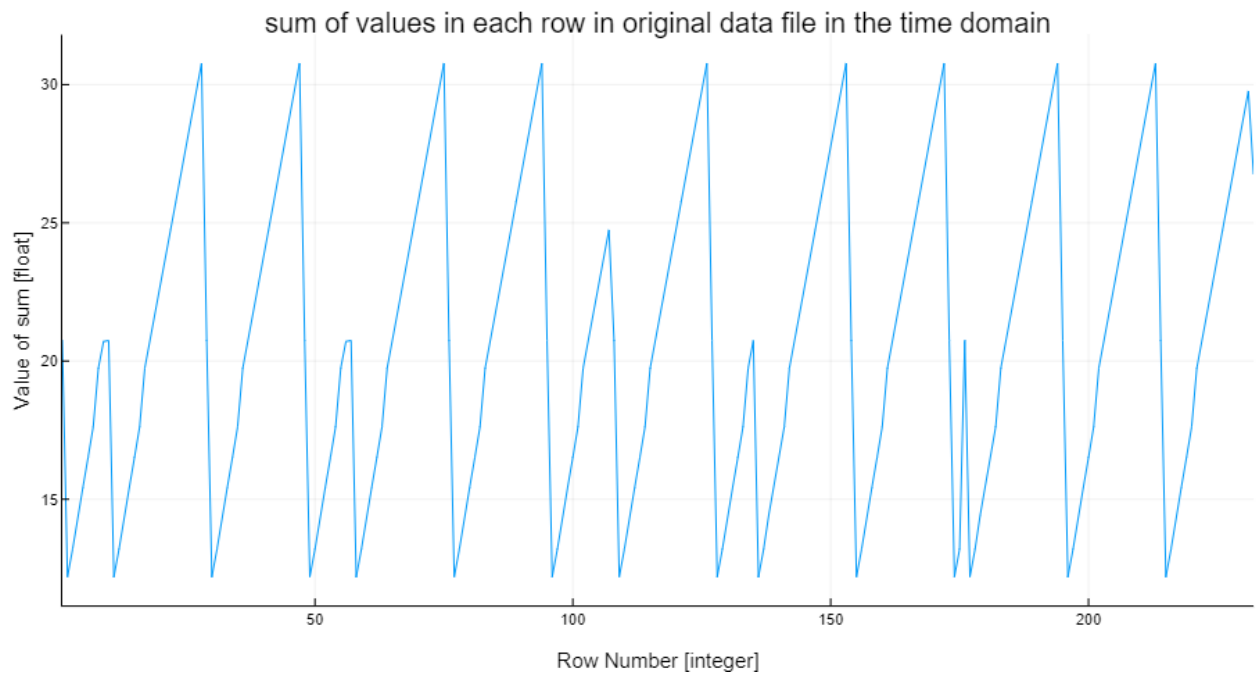 sum of values in each row in original data file in the time domain
30
25
20
15
Value of sum [float]
50
100
150
200
Row Number [integer]